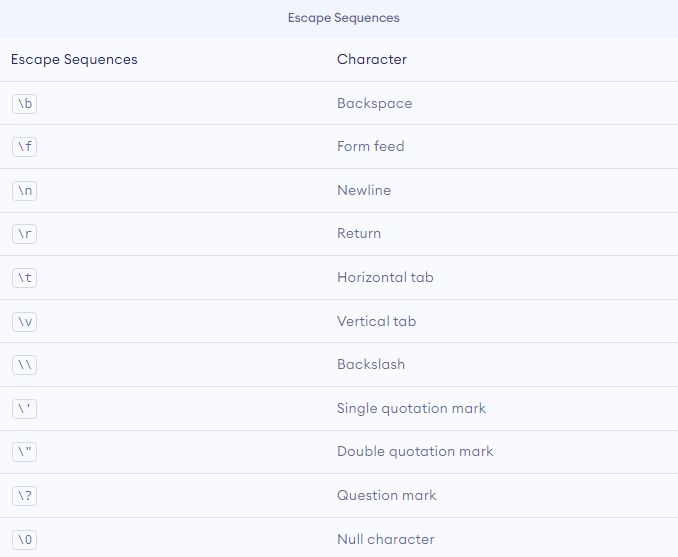 Escape Sequences
Escape Sequences Character
\b Backspace
\f Form feed
\n Newline
\r Return
\t Horizontal tab
\v Vertical tab
\\ Backslash
\' Single quotation mark
\" Double quotation mark
\? Question mark
\0 Null character